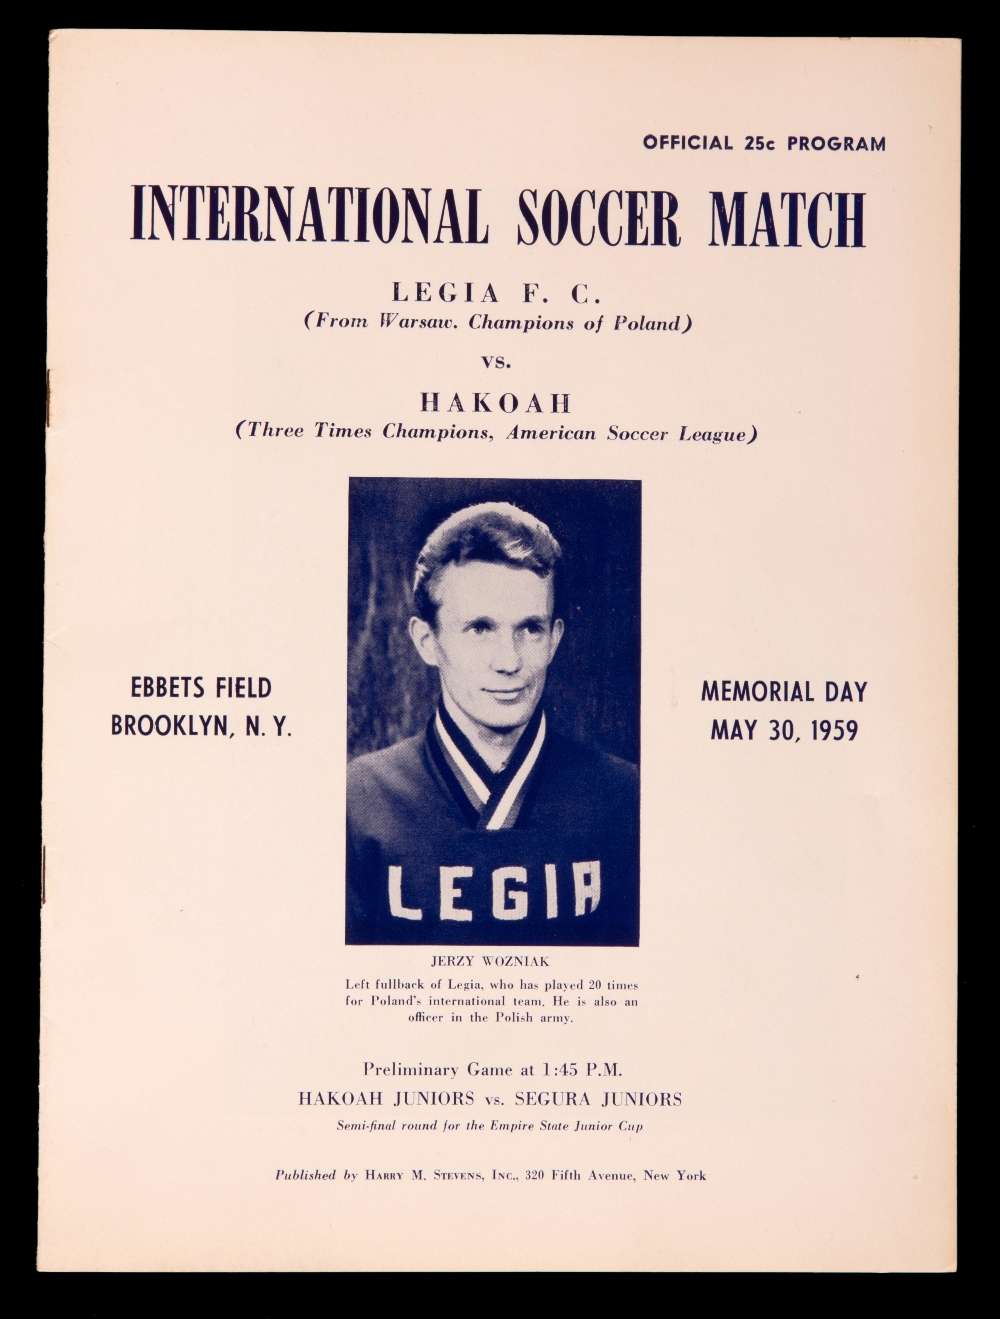 OFFICIAL 25c PROGRAM
INTERNATIONAL SOCCER MATCH
LEGIA F. C.
(From Warsaw. Champions of Poland)
vs.
HAKOAH
(Three Times Champions, American Soccer League)
EBBETS FIELD
BROOKLYN, N. Y.
MEMORIAL DAY
MAY 30, 1959
LEGIA
JERZY WOZNIAK
Left fullback of Legia, who has played 20 times
for Poland's international team. He is also an
officer in the Polish army.
Preliminary Game at 1:45 P.M.
HAKOAH JUNIORS vs. SEGURA JUNIORS
Semi-final round for the Empire State Junior Cup
Published by HARRY M. STEVENS, INC., 320 Fifth Avenue, New York